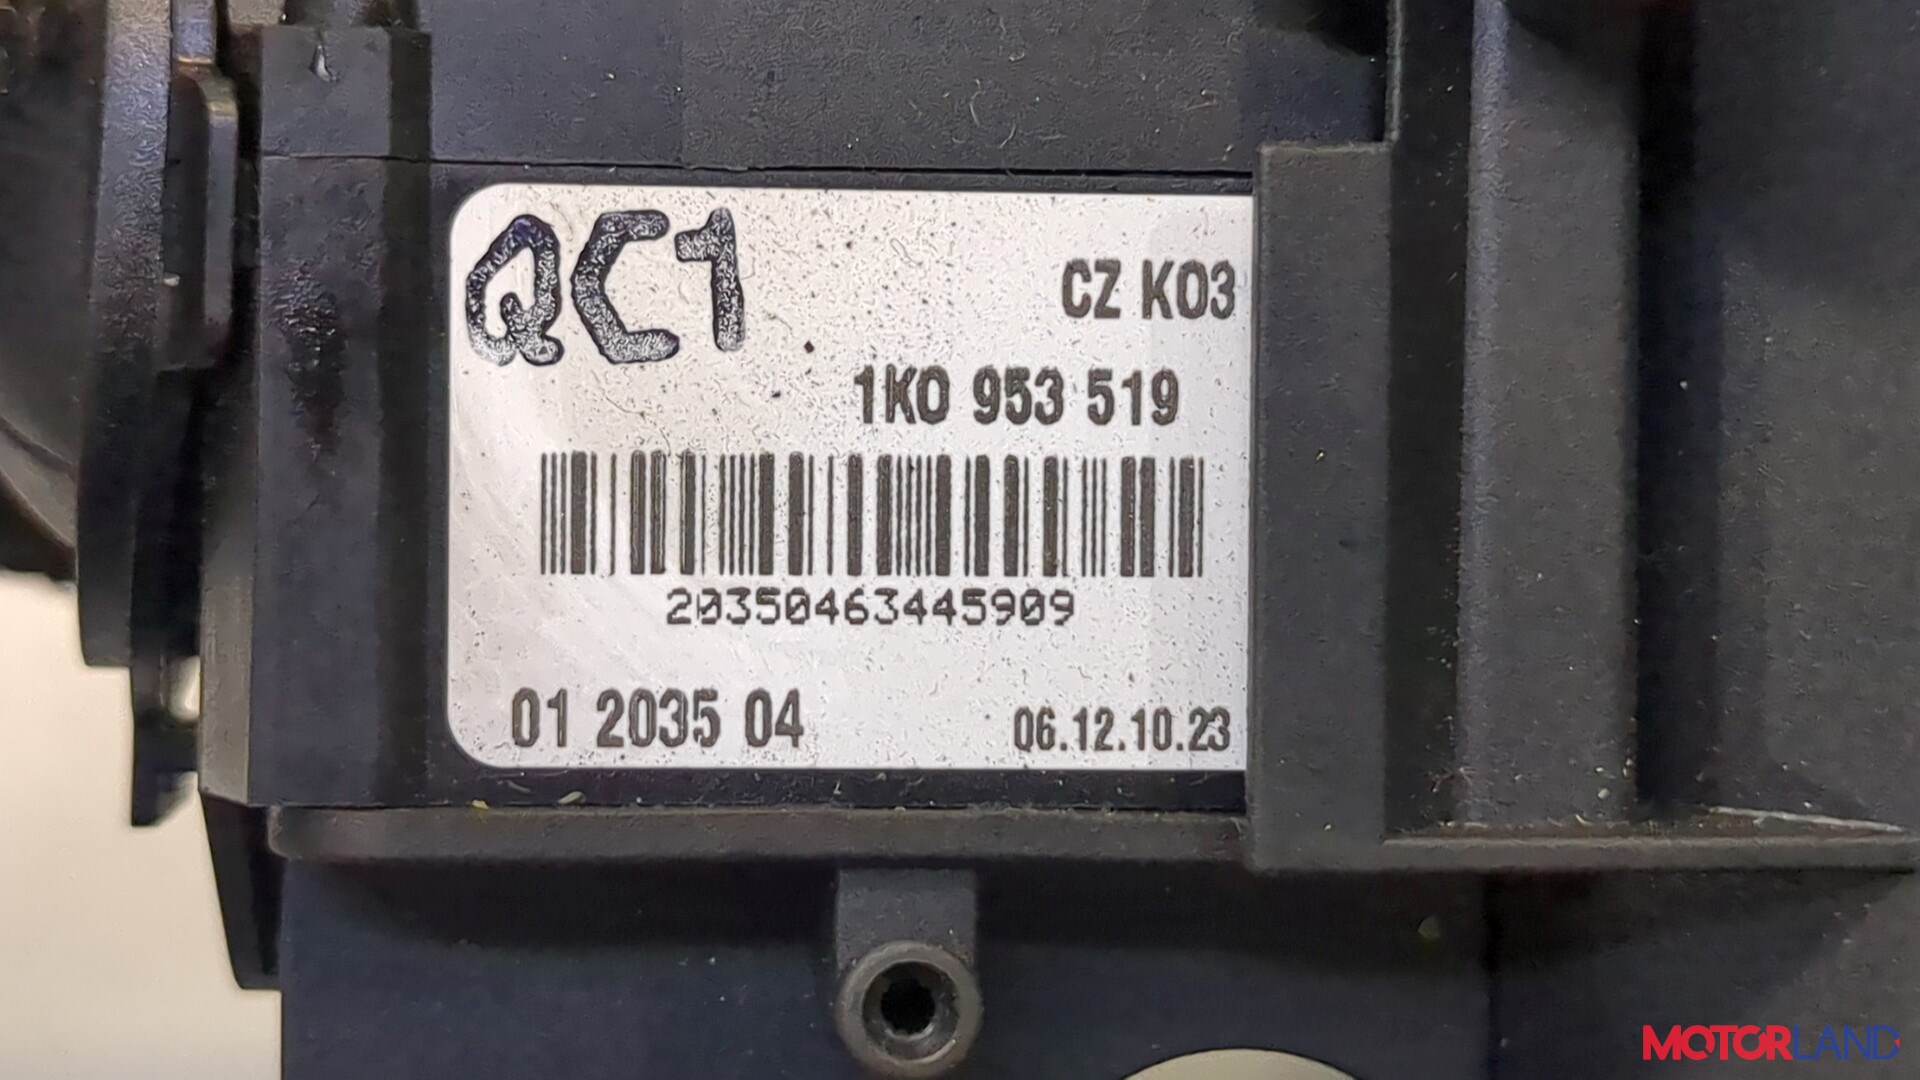 QC1
CZ K03
1K0 953 519
20350463445909
01 2035 04
06.12.10.23
MOTORLAND